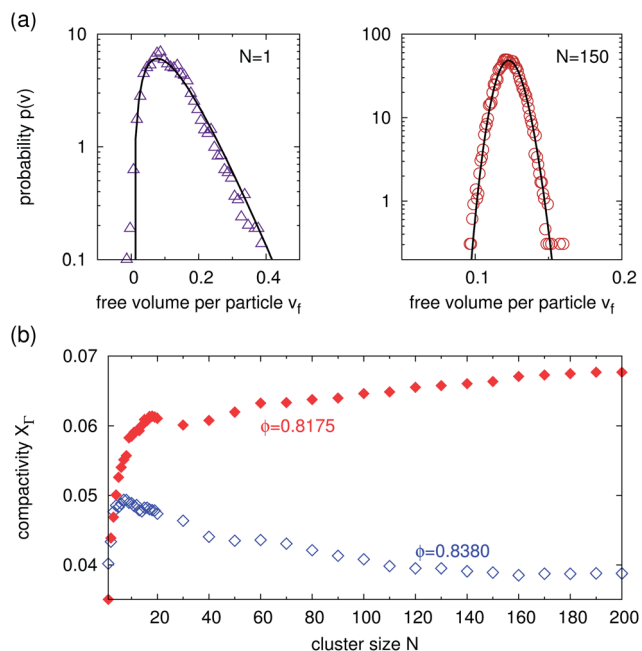 (a)
probability p(v)
10
1
0.1
N=1
0
0.2
0.4
free volume per particle v_f
100
10
1
N=150
0.1
0.2
free volume per particle v_f
(b)
compactivity X_Γ
0.07
0.06
0.05
0.04
ϕ=0.8175
ϕ=0.8380
20 40 60 80 100 120 140 160 180 200
cluster size N